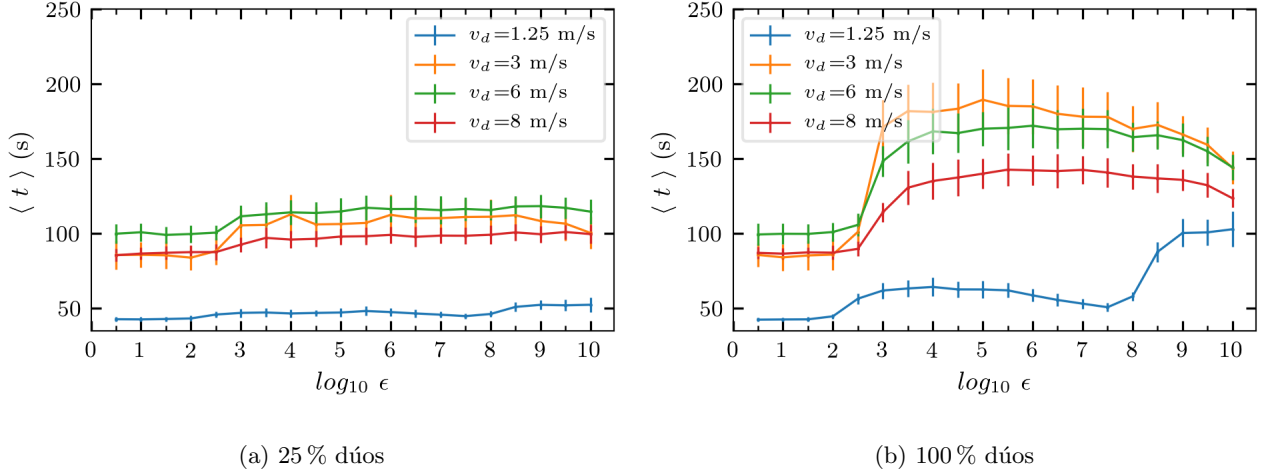 250
200
150
100
50
⟨ t ⟩ (s)
v_d=1.25 m/s
v_d=3 m/s
v_d=6 m/s
v_d=8 m/s
0 1 2 3 4 5 6 7 8 9 10
log10 ϵ
(a) 25 % dúos
250
200
150
100
50
⟨ t ⟩ (s)
v_d=1.25 m/s
v_d=3 m/s
v_d=6 m/s
v_d=8 m/s
0 1 2 3 4 5 6 7 8 9 10
log10 ϵ
(b) 100 % dúos